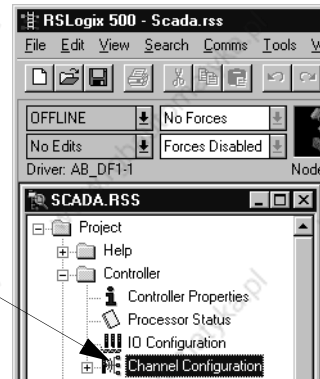 RSLogix 500 - Scada.rss
File Edit View Search Comms Tools
OFFLINE No Forces
No Edits Forces Disabled
Driver: AB_DF1-1 Node
SCADA.RSS
Project
Help
Controller
Controller Properties
Processor Status
IO Configuration
Channel Configuration